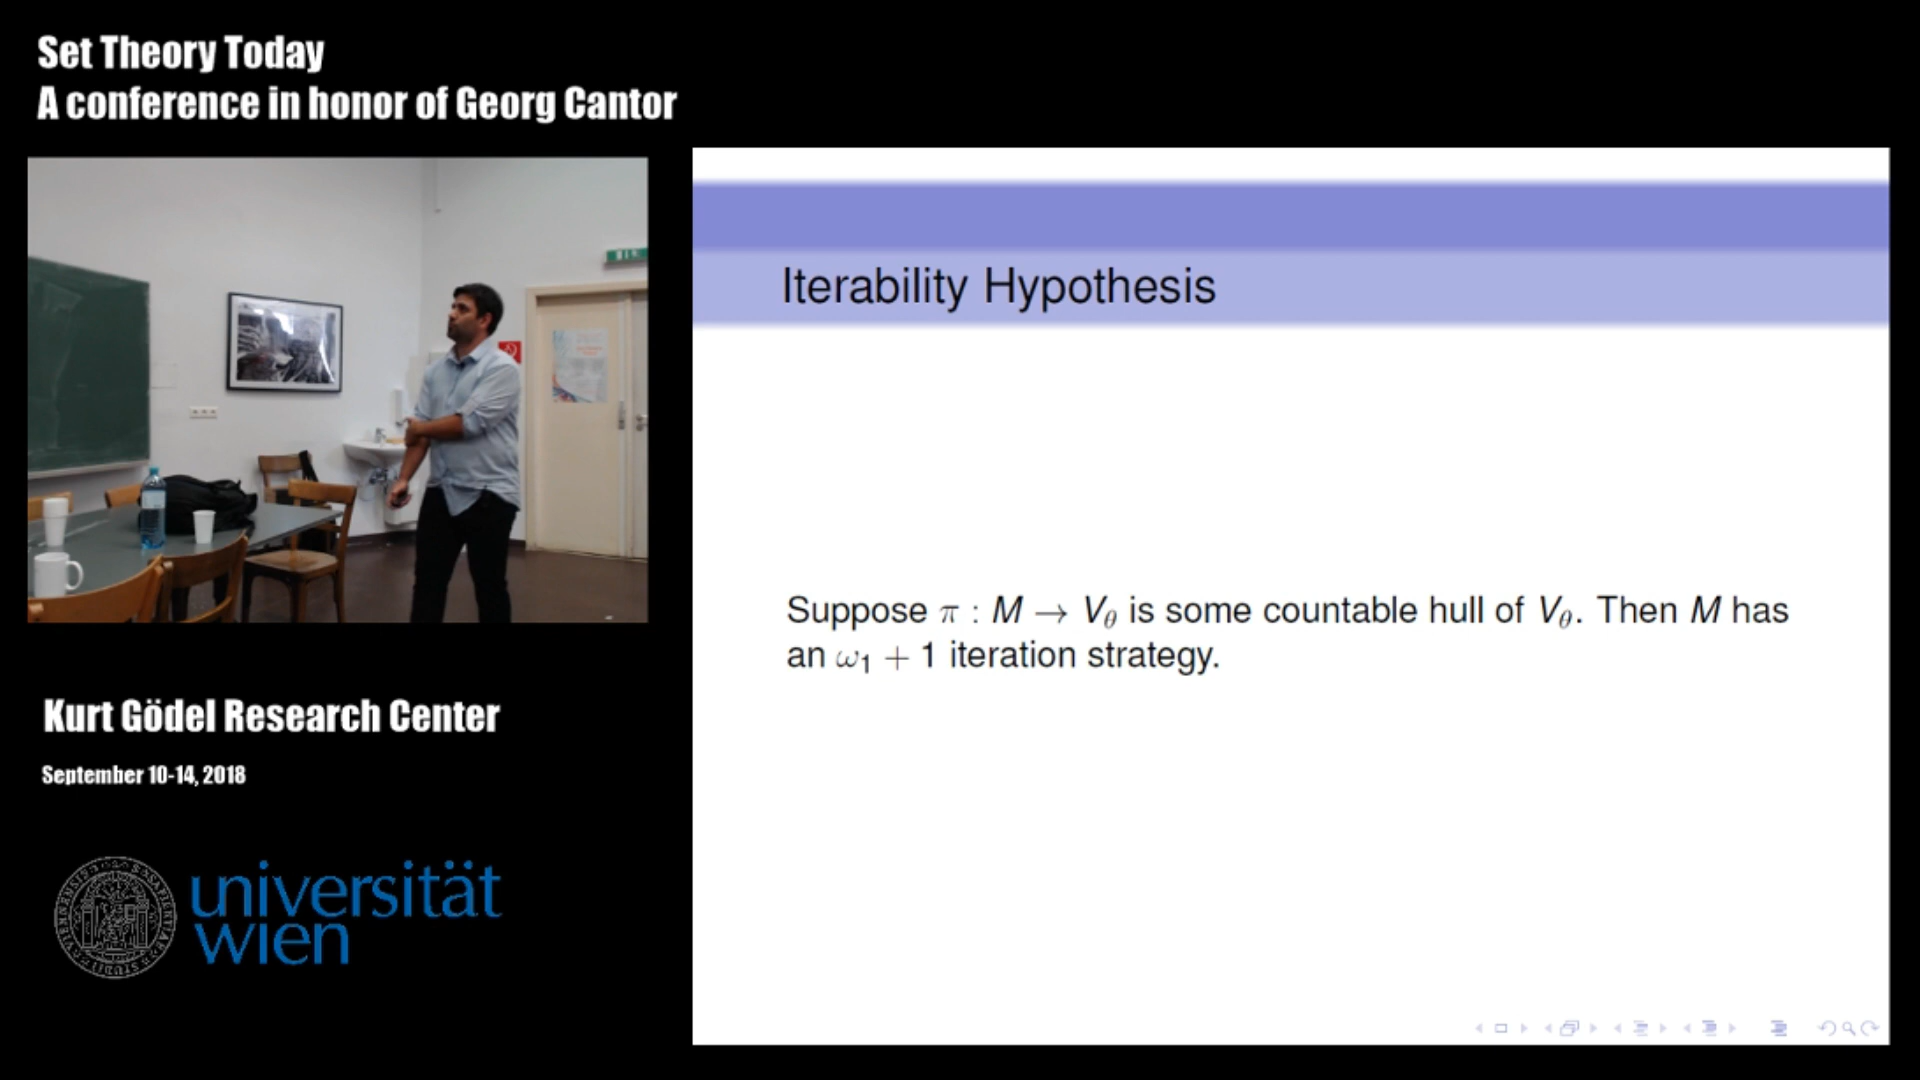 Set Theory Today
A conference in honor of Georg Cantor
Iterability Hypothesis
Suppose π : M → V_θ is some countable hull of V_θ. Then M has
an ω₁ + 1 iteration strategy.
Kurt Gödel Research Center
September 10-14, 2018
universität
wien